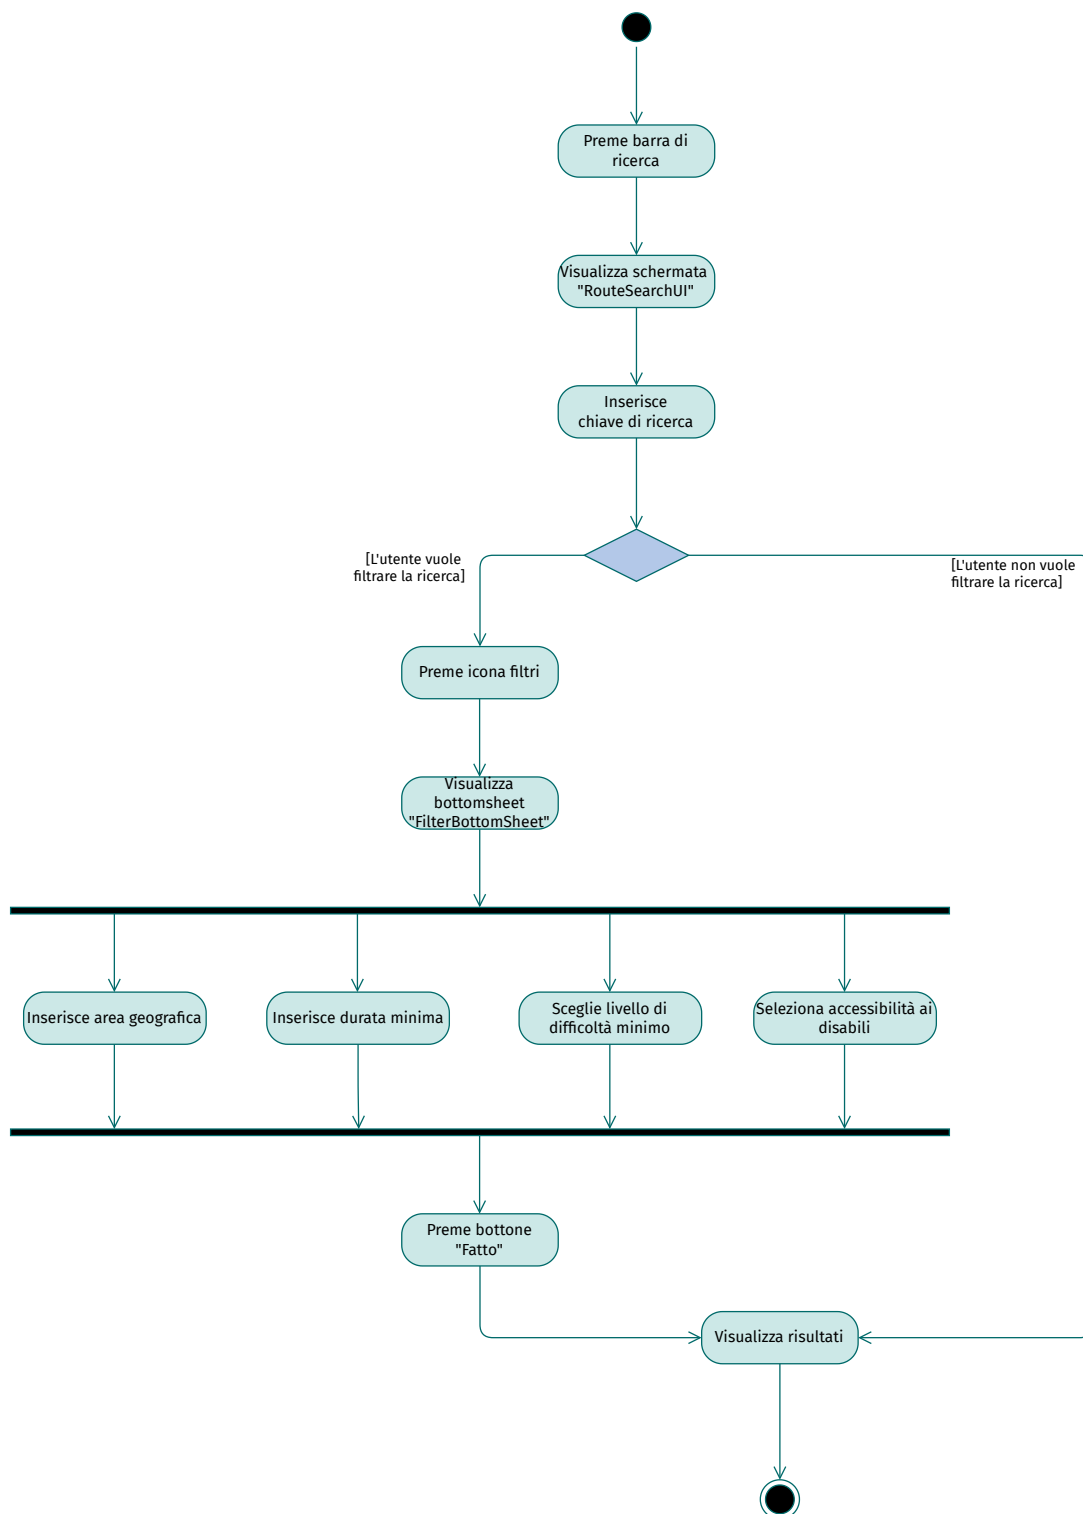 Preme barra di
ricerca
Visualizza schermata
"RouteSearchUI"
Inserisce
chiave di ricerca
[L'utente vuole
filtrare la ricerca]
[L'utente non vuole
filtrare la ricerca]
Preme icona filtri
Visualizza
bottomsheet
"FilterBottomSheet"
Inserisce area geografica
Inserisce durata minima
Sceglie livello di
difficoltà minimo
Seleziona accessibilità ai
disabili
Preme bottone
"Fatto"
Visualizza risultati